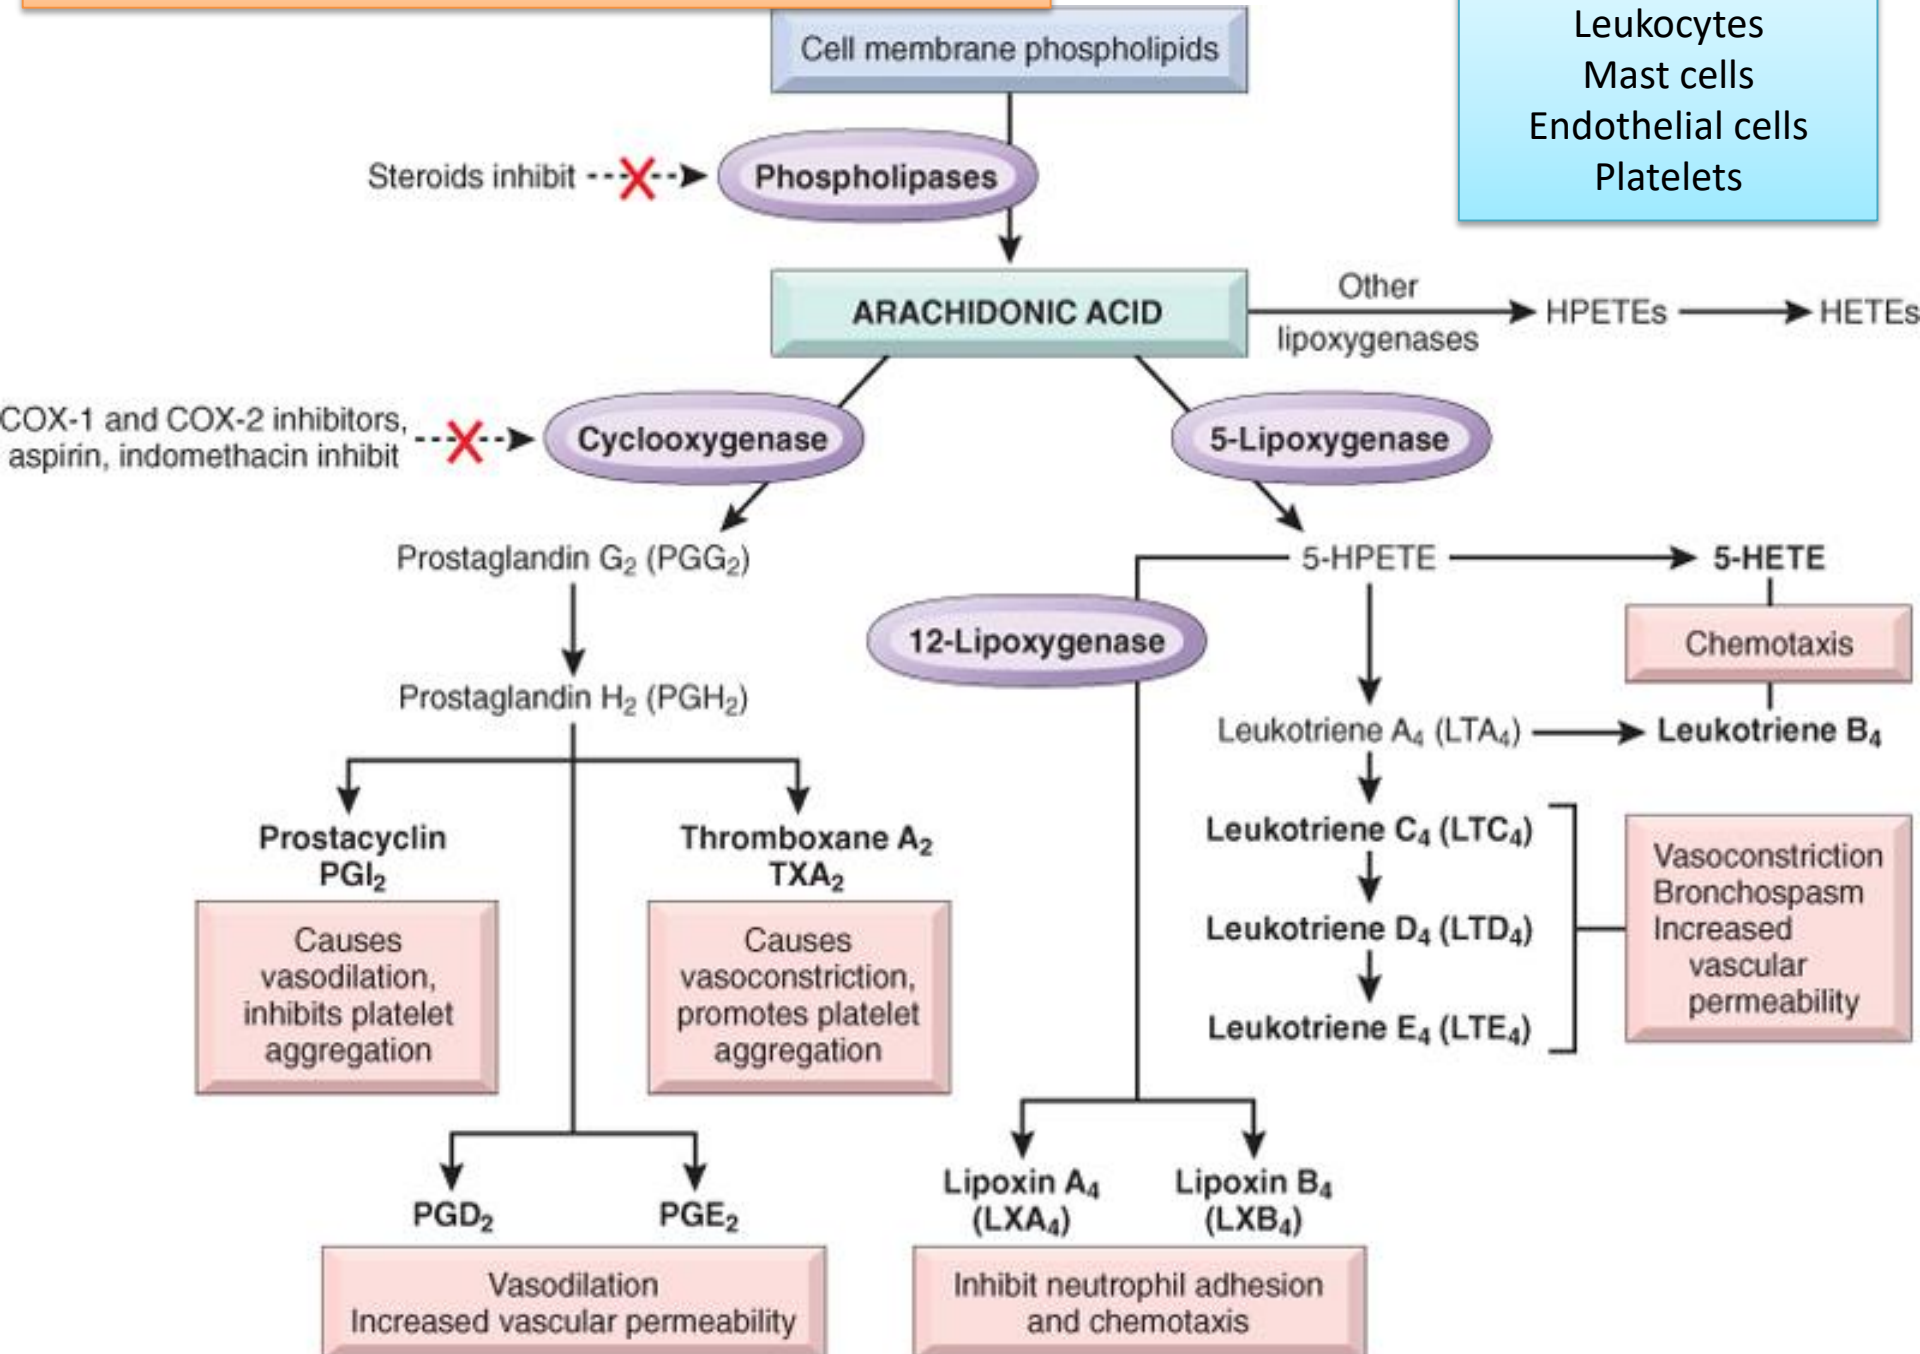 Leukocytes
Mast cells
Endothelial cells
Platelets
Cell membrane phospholipids
Steroids inhibit
Phospholipases
ARACHIDONIC ACID
Other
lipoxygenases
HPETEs
HETEs
COX-1 and COX-2 inhibitors,
aspirin, indomethacin inhibit
Cyclooxygenase
5-Lipoxygenase
Prostaglandin G₂ (PGG₂)
5-HPETE
5-HETE
12-Lipoxygenase
Chemotaxis
Prostaglandin H₂ (PGH₂)
Leukotriene A₄ (LTA₄)
Leukotriene B₄
Prostacyclin
PGI₂
Thromboxane A₂
TXA₂
Leukotriene C₄ (LTC₄)
Leukotriene D₄ (LTD₄)
Leukotriene E₄ (LTE₄)
Vasoconstriction
Bronchospasm
Increased
vascular
permeability
Causes
vasodilation,
inhibits platelet
aggregation
Causes
vasoconstriction,
promotes platelet
aggregation
PGD₂
PGE₂
Lipoxin A₄
(LXA₄)
Lipoxin B₄
(LXB₄)
Vasodilation
Increased vascular permeability
Inhibit neutrophil adhesion
and chemotaxis